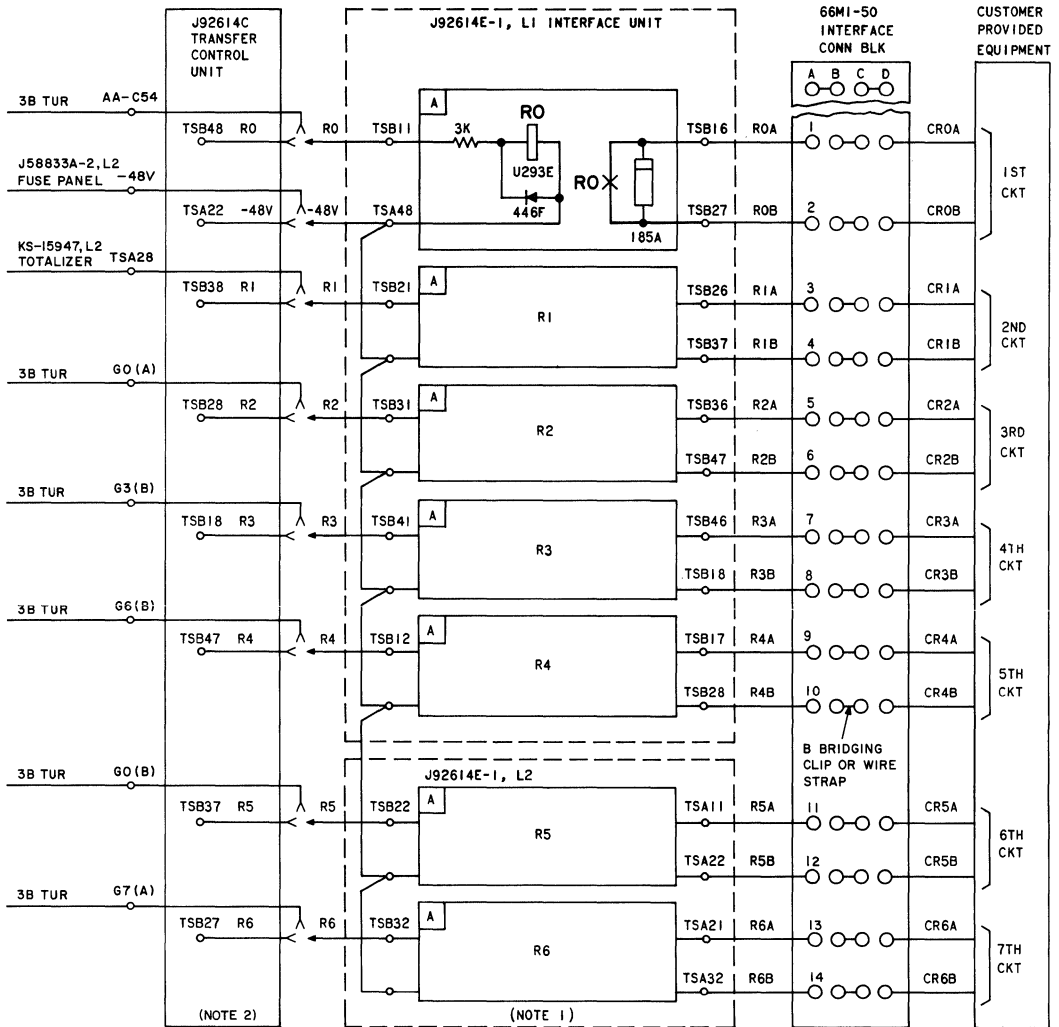 J92614C
TRANSFER
CONTROL
UNIT
J92614E-1, L1 INTERFACE UNIT
66M1-50
INTERFACE
CONN BLK
CUSTOMER
PROVIDED
EQUIPMENT
A B C D
3B TUR AA-C54
A
TSB48 R0 R0 TSB11 3K R0 TSB16 R0A 1 CR0A
U293E
J58833A-2, L2
FUSE PANEL -48V
R0
1ST
CKT
446F
TSA22 -48V -48V TSA48 185A TSB27 R0B 2 CR0B
KS-15947, L2
TOTALIZER TSA28
A
TSB38 R1 R1 TSB21 R1 TSB26 R1A 3 CR1A
2ND
CKT
TSB37 R1B 4 CR1B
3B TUR G0(A)
A
TSB28 R2 R2 TSB31 R2 TSB36 R2A 5 CR2A
3RD
CKT
TSB47 R2B 6 CR2B
3B TUR G3(B)
A
TSB18 R3 R3 TSB41 R3 TSB46 R3A 7 CR3A
4TH
CKT
TSB18 R3B 8 CR3B
3B TUR G6(B)
A
TSB47 R4 R4 TSB12 R4 TSB17 R4A 9 CR4A
5TH
CKT
TSB28 R4B 10 CR4B
B BRIDGING
CLIP OR WIRE
STRAP
J92614E-1, L2
3B TUR G0(B)
A
TSB37 R5 R5 TSB22 R5 TSA11 R5A 11 CR5A
6TH
CKT
TSA22 R5B 12 CR5B
3B TUR G7(A)
A
TSB27 R6 R6 TSB32 R6 TSA21 R6A 13 CR6A
7TH
CKT
TSA32 R6B 14 CR6B
(NOTE 2)
(NOTE 1)